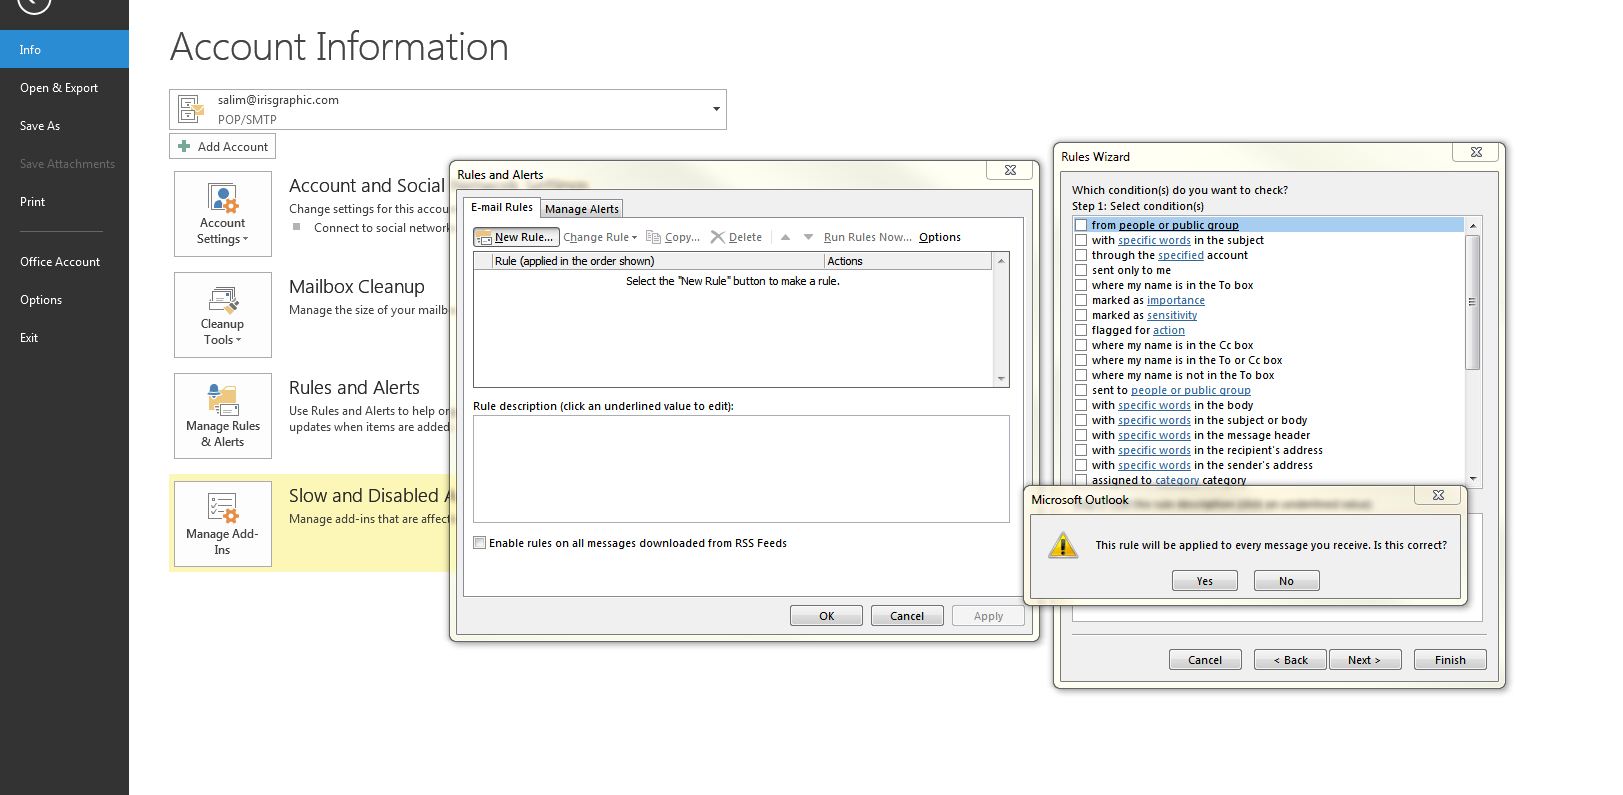 Info
Open & Export
Save As
Save Attachments
Print
Office Account
Options
Exit
Account Information
salim@irisgraphic.com
POP/SMTP
Add Account
Account
Settings
Account and Social
Change settings for this accou
Connect to social network
Cleanup
Tools
Mailbox Cleanup
Manage the size of your mailb
Manage Rules
& Alerts
Rules and Alerts
Use Rules and Alerts to help or
updates when items are added
Manage Add-
Ins
Slow and Disabled A
Manage add-ins that are affect
Rules and Alerts
E-mail Rules Manage Alerts
New Rule... Change Rule Copy... Delete Run Rules Now... Options
Rule (applied in the order shown) Actions
Select the "New Rule" button to make a rule.
Rule description (click an underlined value to edit):
Enable rules on all messages downloaded from RSS Feeds
OK Cancel Apply
Rules Wizard
Which condition(s) do you want to check?
Step 1: Select condition(s)
from people or public group
with specific words in the subject
through the specified account
sent only to me
where my name is in the To box
marked as importance
marked as sensitivity
flagged for action
where my name is in the Cc box
where my name is in the To or Cc box
where my name is not in the To box
sent to people or public group
with specific words in the body
with specific words in the subject or body
with specific words in the message header
with specific words in the recipient's address
with specific words in the sender's address
assigned to category category
Microsoft Outlook
This rule will be applied to every message you receive. Is this correct?
Yes No
Cancel < Back Next > Finish